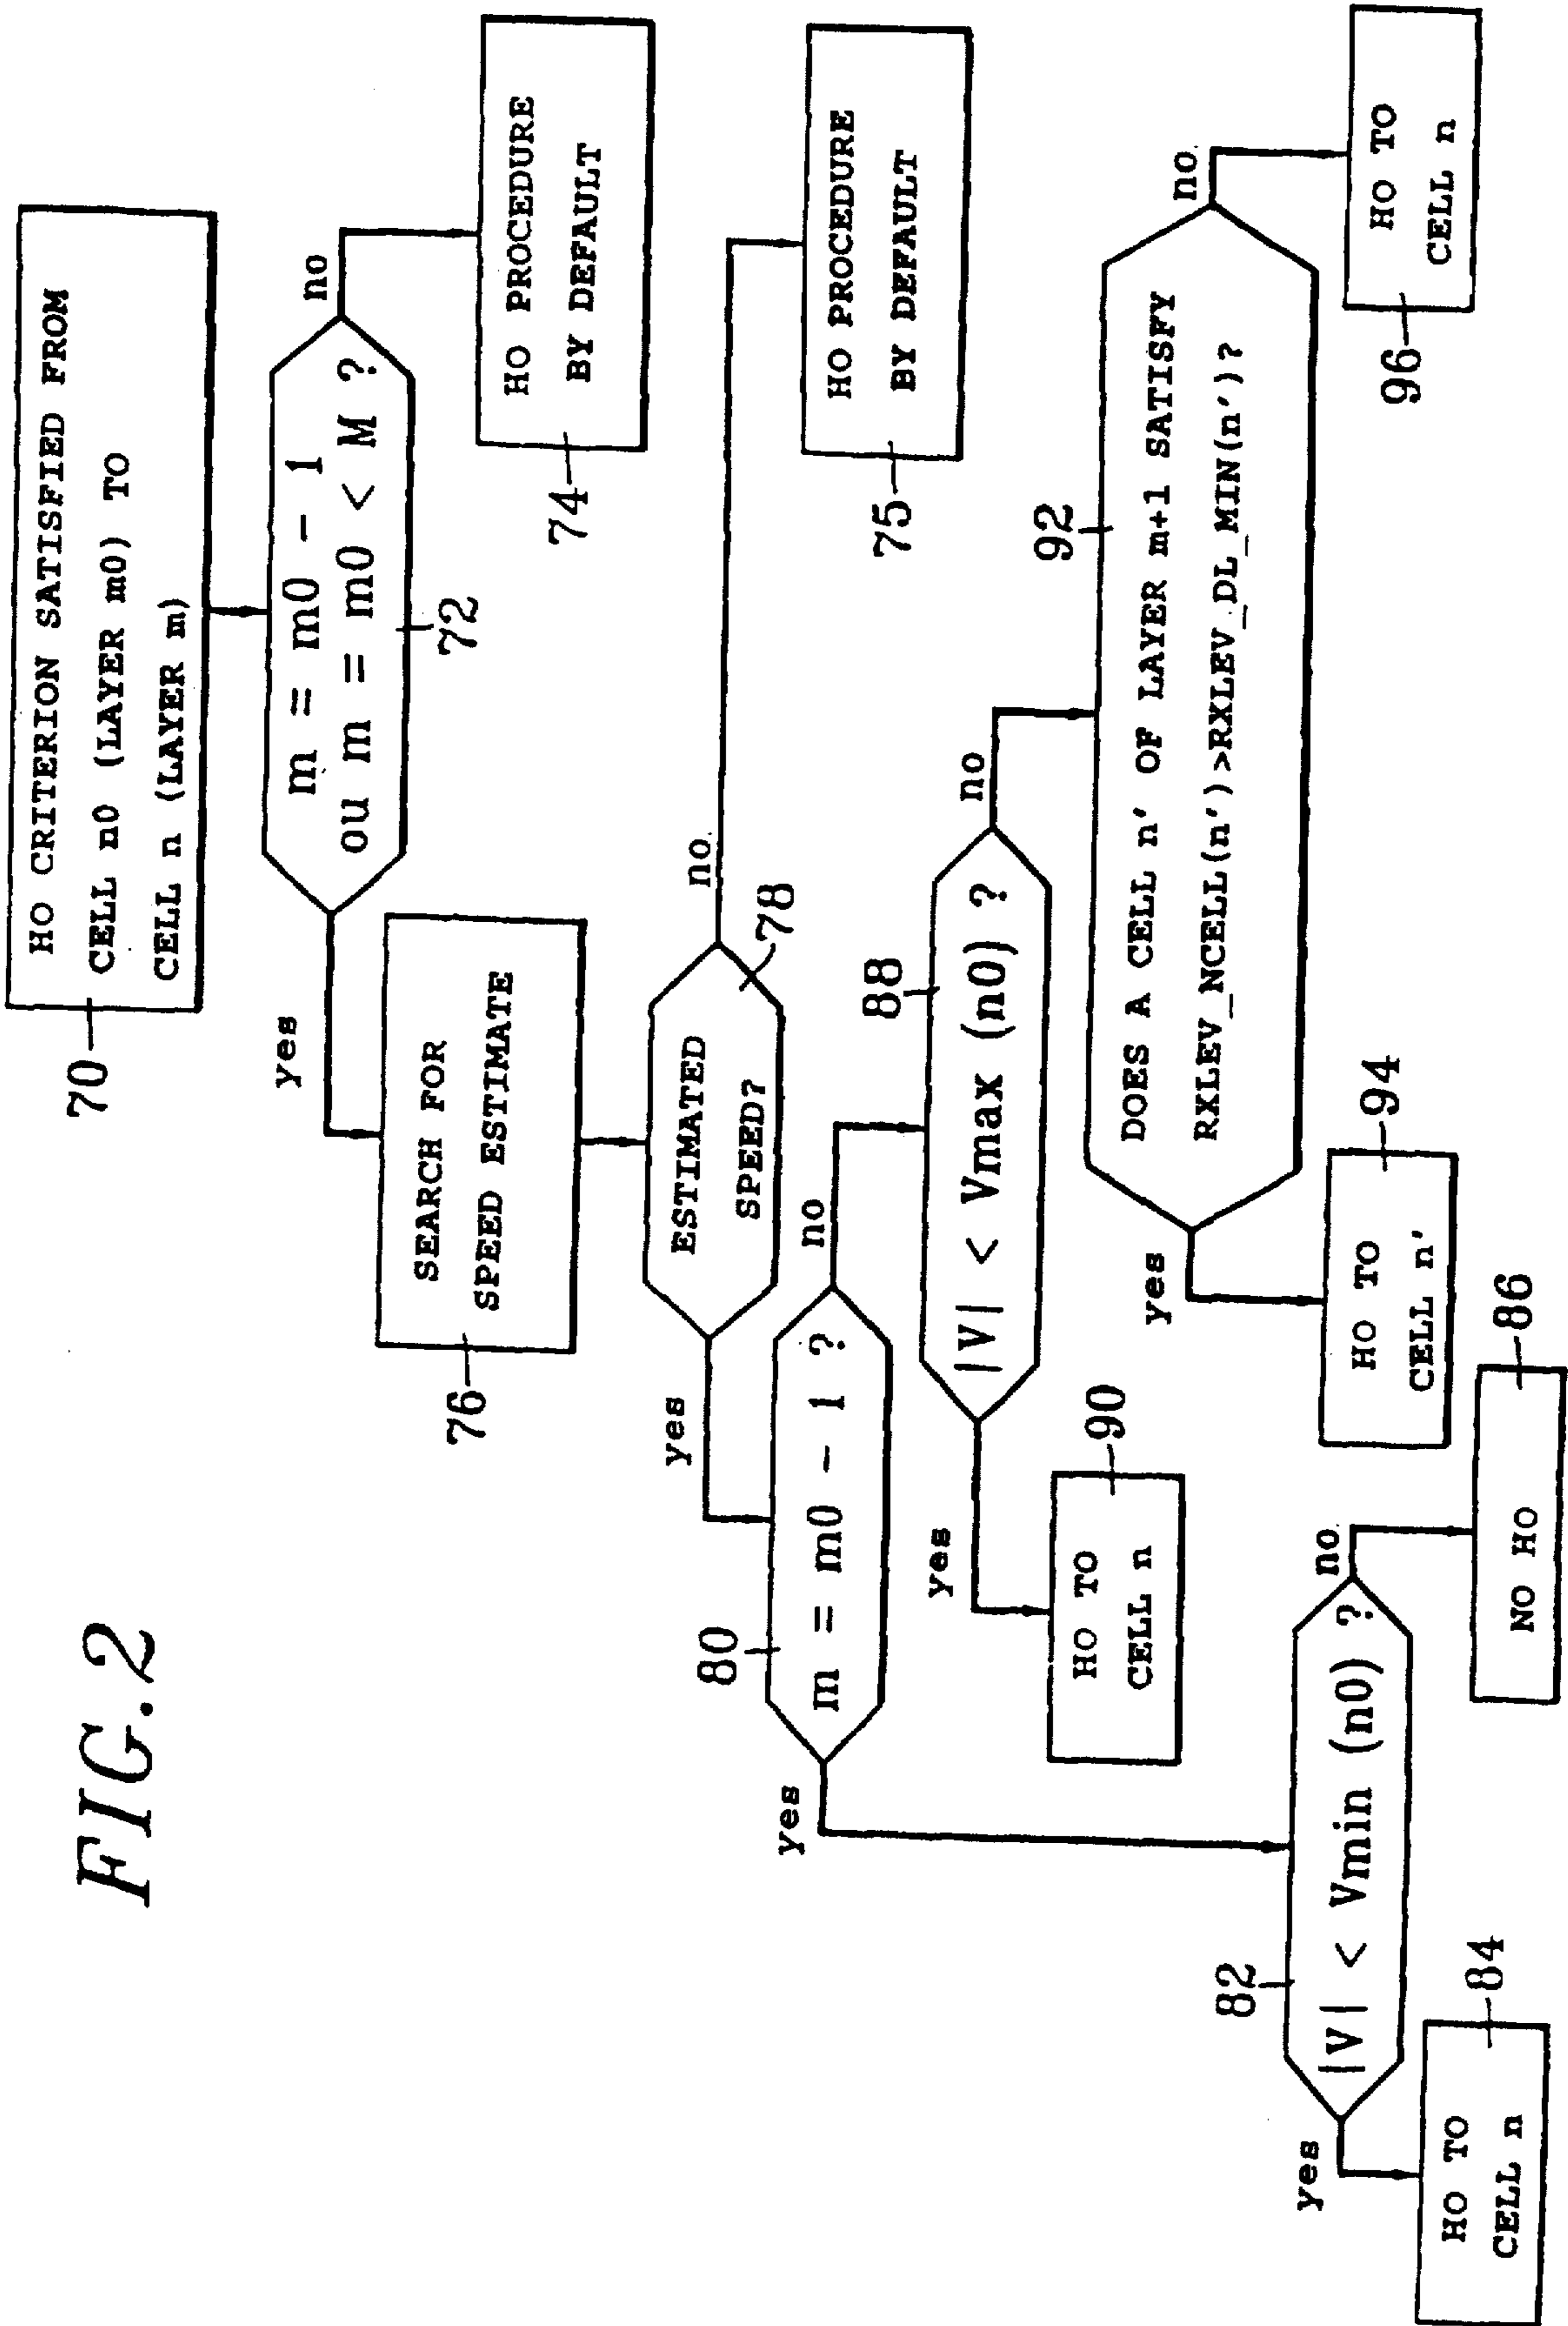 FIG.2
HO CRITERION SATISFIED FROM
CELL n0 (LAYER m0) TO
CELL n (LAYER m)
70
m = m0 - 1
ou m = m0 < M ?
72
no
yes
HO PROCEDURE
BY DEFAULT
74
SEARCH FOR
SPEED ESTIMATE
76
ESTIMATED
SPEED?
78
no
yes
HO PROCEDURE
BY DEFAULT
75
80
m = m0 - 1 ?
no
yes
88
|V| < Vmax (n0) ?
no
yes
HO TO
CELL n
90
92
DOES A CELL n' OF LAYER m+1 SATISFY
RXLEV_NCELL(n')>RXLEV_DL_MIN(n')?
no
yes
HO TO
CELL n'
94
HO TO
CELL n
96
82
|V| < Vmin (n0) ?
no
yes
HO TO
CELL n
84
NO HO
86